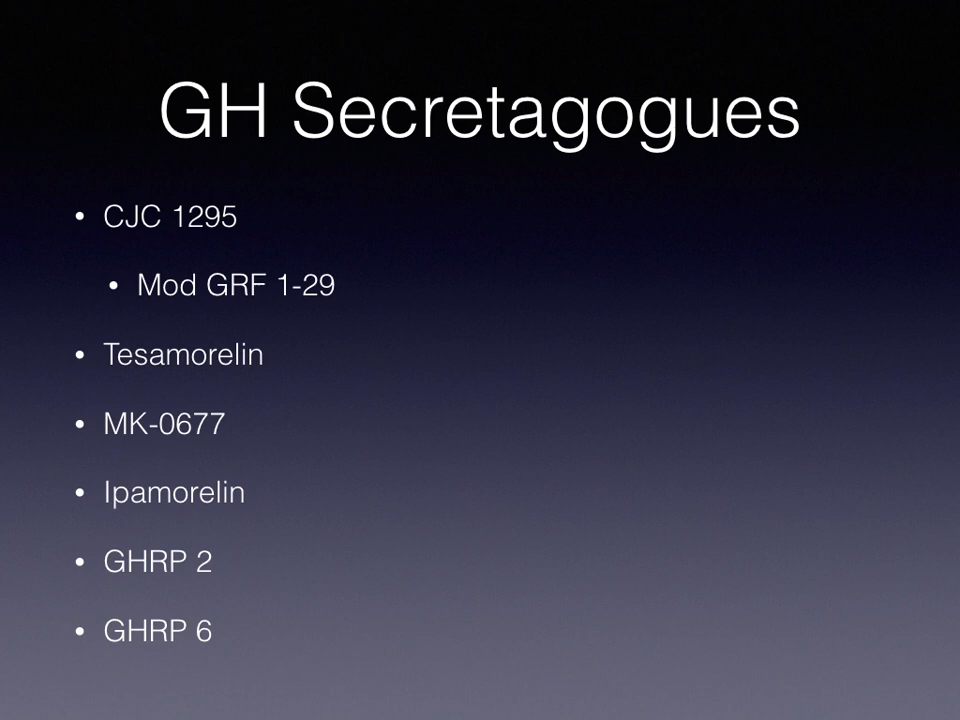 GH Secretagogues
• CJC 1295
• Mod GRF 1-29
• Tesamorelin
• MK-0677
• Ipamorelin
• GHRP 2
• GHRP 6